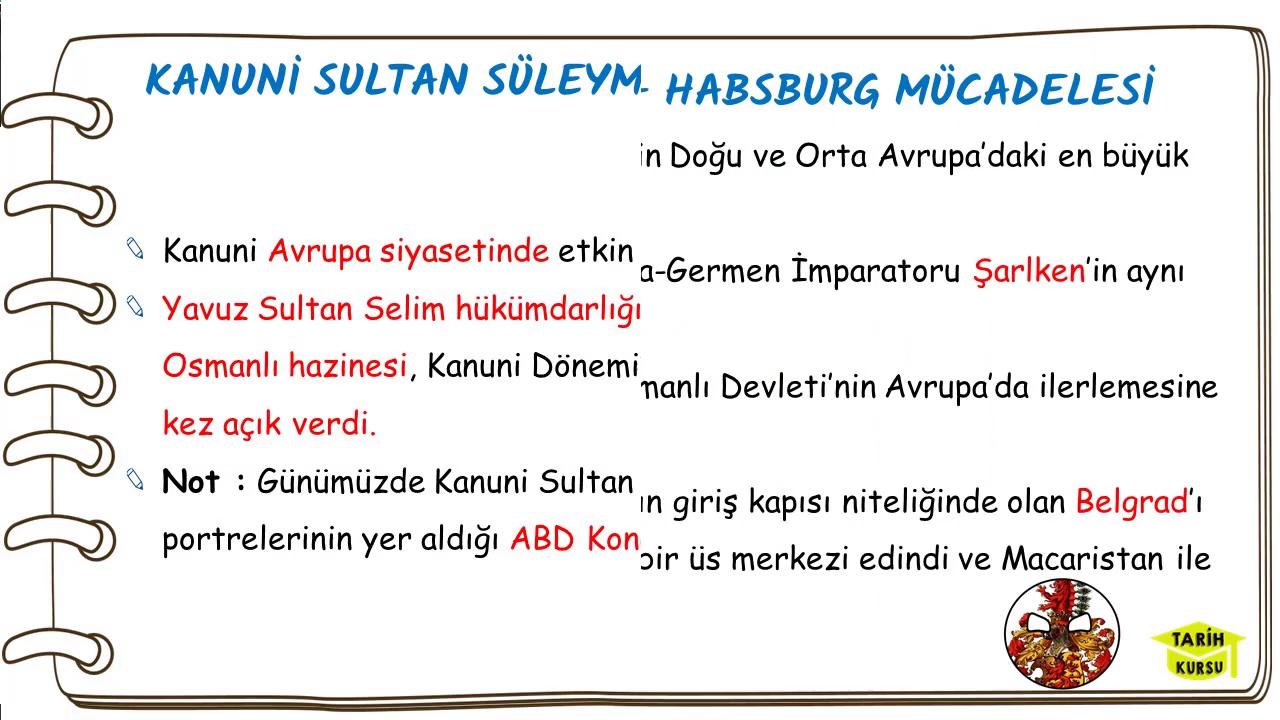 KANUNİ SULTAN SÜLEYM- HABSBURG MÜCADELESİ
in Doğu ve Orta Avrupa’daki en büyük
Kanuni Avrupa siyasetinde etkin
a-Germen İmparatoru Şarlken’in aynı
Yavuz Sultan Selim hükümdarlığı
Osmanlı hazinesi, Kanuni Dönemi
manlı Devleti’nin Avrupa’da ilerlemesine
kez açık verdi.
Not : Günümüzde Kanuni Sultan
ın giriş kapısı niteliğinde olan Belgrad’ı
portrelerinin yer aldığı ABD Kon
bir üs merkezi edindi ve Macaristan ile
TARİH
KURSU